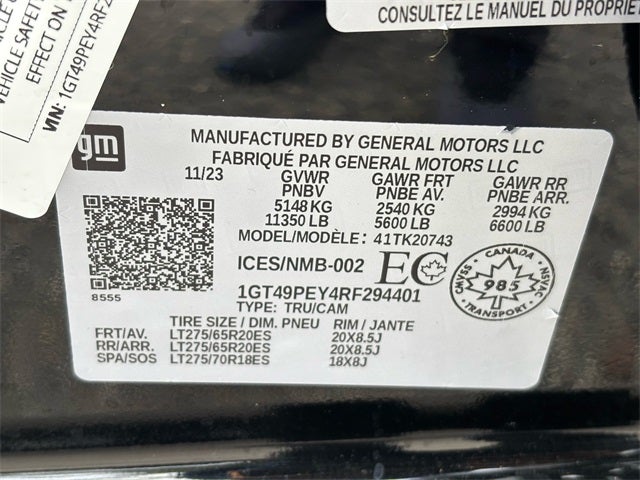 CONSULTEZ LE MANUEL DU PROPRI
VEHICLE SAFETY
EFFECT ON
VIN: 1GT49PEY4RF2
gm
MANUFACTURED BY GENERAL MOTORS LLC
FABRIQUÉ PAR GENERAL MOTORS LLC
11/23 GVWR GAWR FRT GAWR RR
PNBV PNBE AV. PNBE ARR.
5148 KG 2540 KG 2994 KG
11350 LB 5600 LB 6600 LB
MODEL/MODÈLE: 41TK20743
ICES/NMB-002 EC
CANADA
CMVSS NSVAC
985
TRANSPORT
8555
1GT49PEY4RF294401
TYPE: TRU/CAM
TIRE SIZE / DIM. PNEU RIM / JANTE
FRT/AV. LT275/65R20ES 20X8.5J
RR/ARR. LT275/65R20ES 20X8.5J
SPA/SOS LT275/70R18ES 18X8J